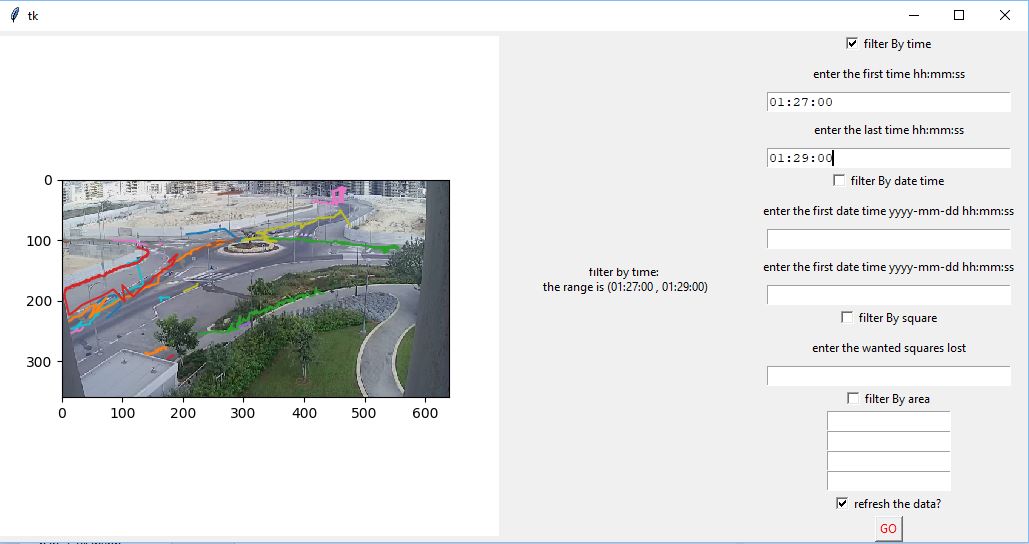 tk
0
100
200
300
0 100 200 300 400 500 600
filter by time:
the range is (01:27:00 , 01:29:00)
filter By time
enter the first time hh:mm:ss
01:27:00
enter the last time hh:mm:ss
01:29:00
filter By date time
enter the first date time yyyy-mm-dd hh:mm:ss
enter the first date time yyyy-mm-dd hh:mm:ss
filter By square
enter the wanted squares lost
filter By area
refresh the data?
GO